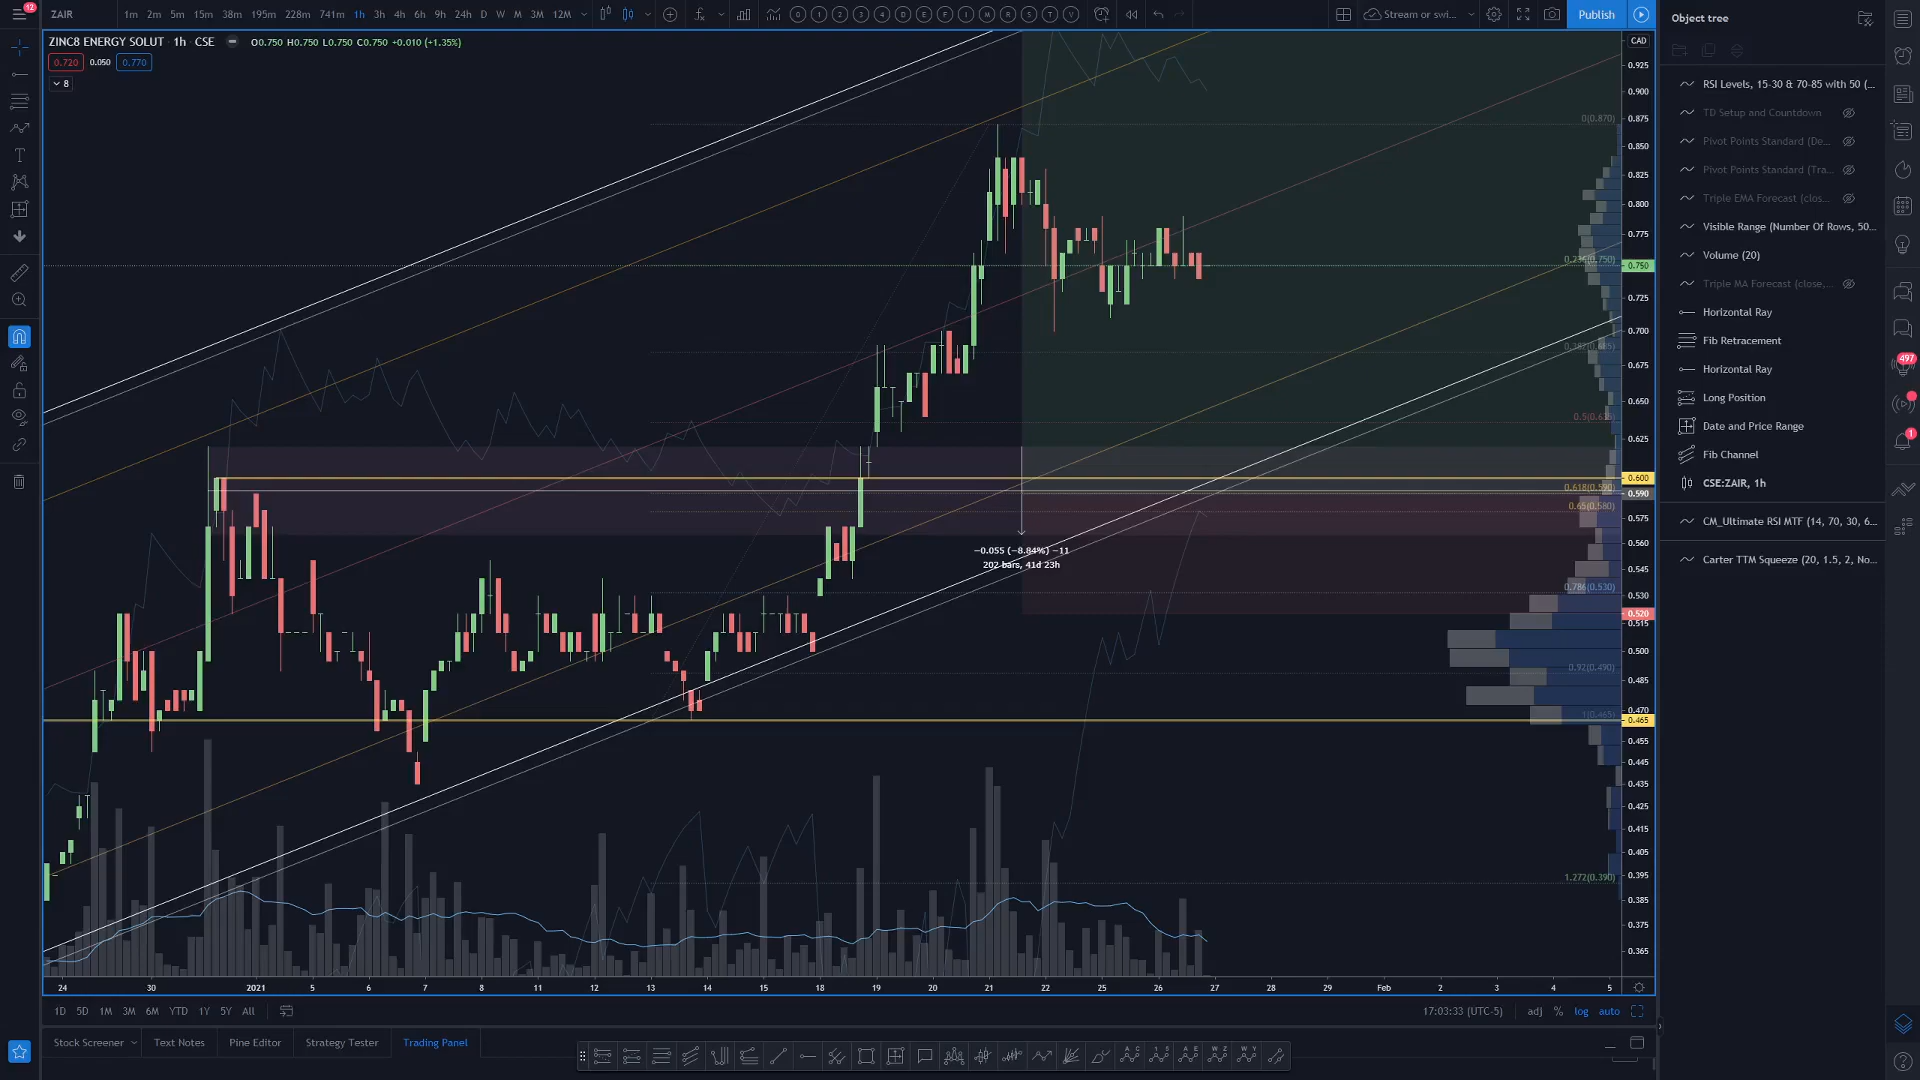 12 ZAIR 1m 2m 5m 15m 38m 195m 228m 741m 1h 3h 4h 6h 9h 24h D W M 3M 12M Stream or swi... Publish
Object tree
ZINC8 ENERGY SOLUT · 1h · CSE O0.750 H0.750 L0.750 C0.750 +0.010 (+1.35%)
0.720 0.050 0.770
8
CAD
0.925
0.900
0.875
0.850
0.825
0.800
0.775
0.750
0.725
0.700
0.675
0.650
0.625
0.600
0.590
0.575
0.560
0.545
0.530
0.520
0.515
0.500
0.485
0.470
0.465
0.455
0.445
0.435
0.425
0.415
0.405
0.395
0.385
0.375
0.365
0(0.870)
0.236(0.750)
0.618(0.590)
0.65(0.580)
0.786(0.530)
0.92(0.490)
1(0.465)
1.272(0.390)
−0.055 (−8.84%) −11
202 bars, 41d 23h
24 30 2021 5 6 7 8 11 12 13 14 15 18 19 20 21 22 25 26 27 28 29 Feb 2 3 4 5
1D 5D 1M 3M 6M YTD 1Y 5Y All 17:03:33 (UTC-5) adj % log auto
Stock Screener Text Notes Pine Editor Strategy Tester Trading Panel
RSI Levels, 15-30 & 70-85 with 50 (...
TD Setup and Countdown
Pivot Points Standard (De...
Pivot Points Standard (Tra...
Triple EMA Forecast (clos...
Visible Range (Number Of Rows, 50...
Volume (20)
Triple MA Forecast (close,...
Horizontal Ray
Fib Retracement
Horizontal Ray
Long Position
Date and Price Range
Fib Channel
CSE:ZAIR, 1h
CM_Ultimate RSI MTF (14, 70, 30, 6...
Carter TTM Squeeze (20, 1.5, 2, No...
497
1